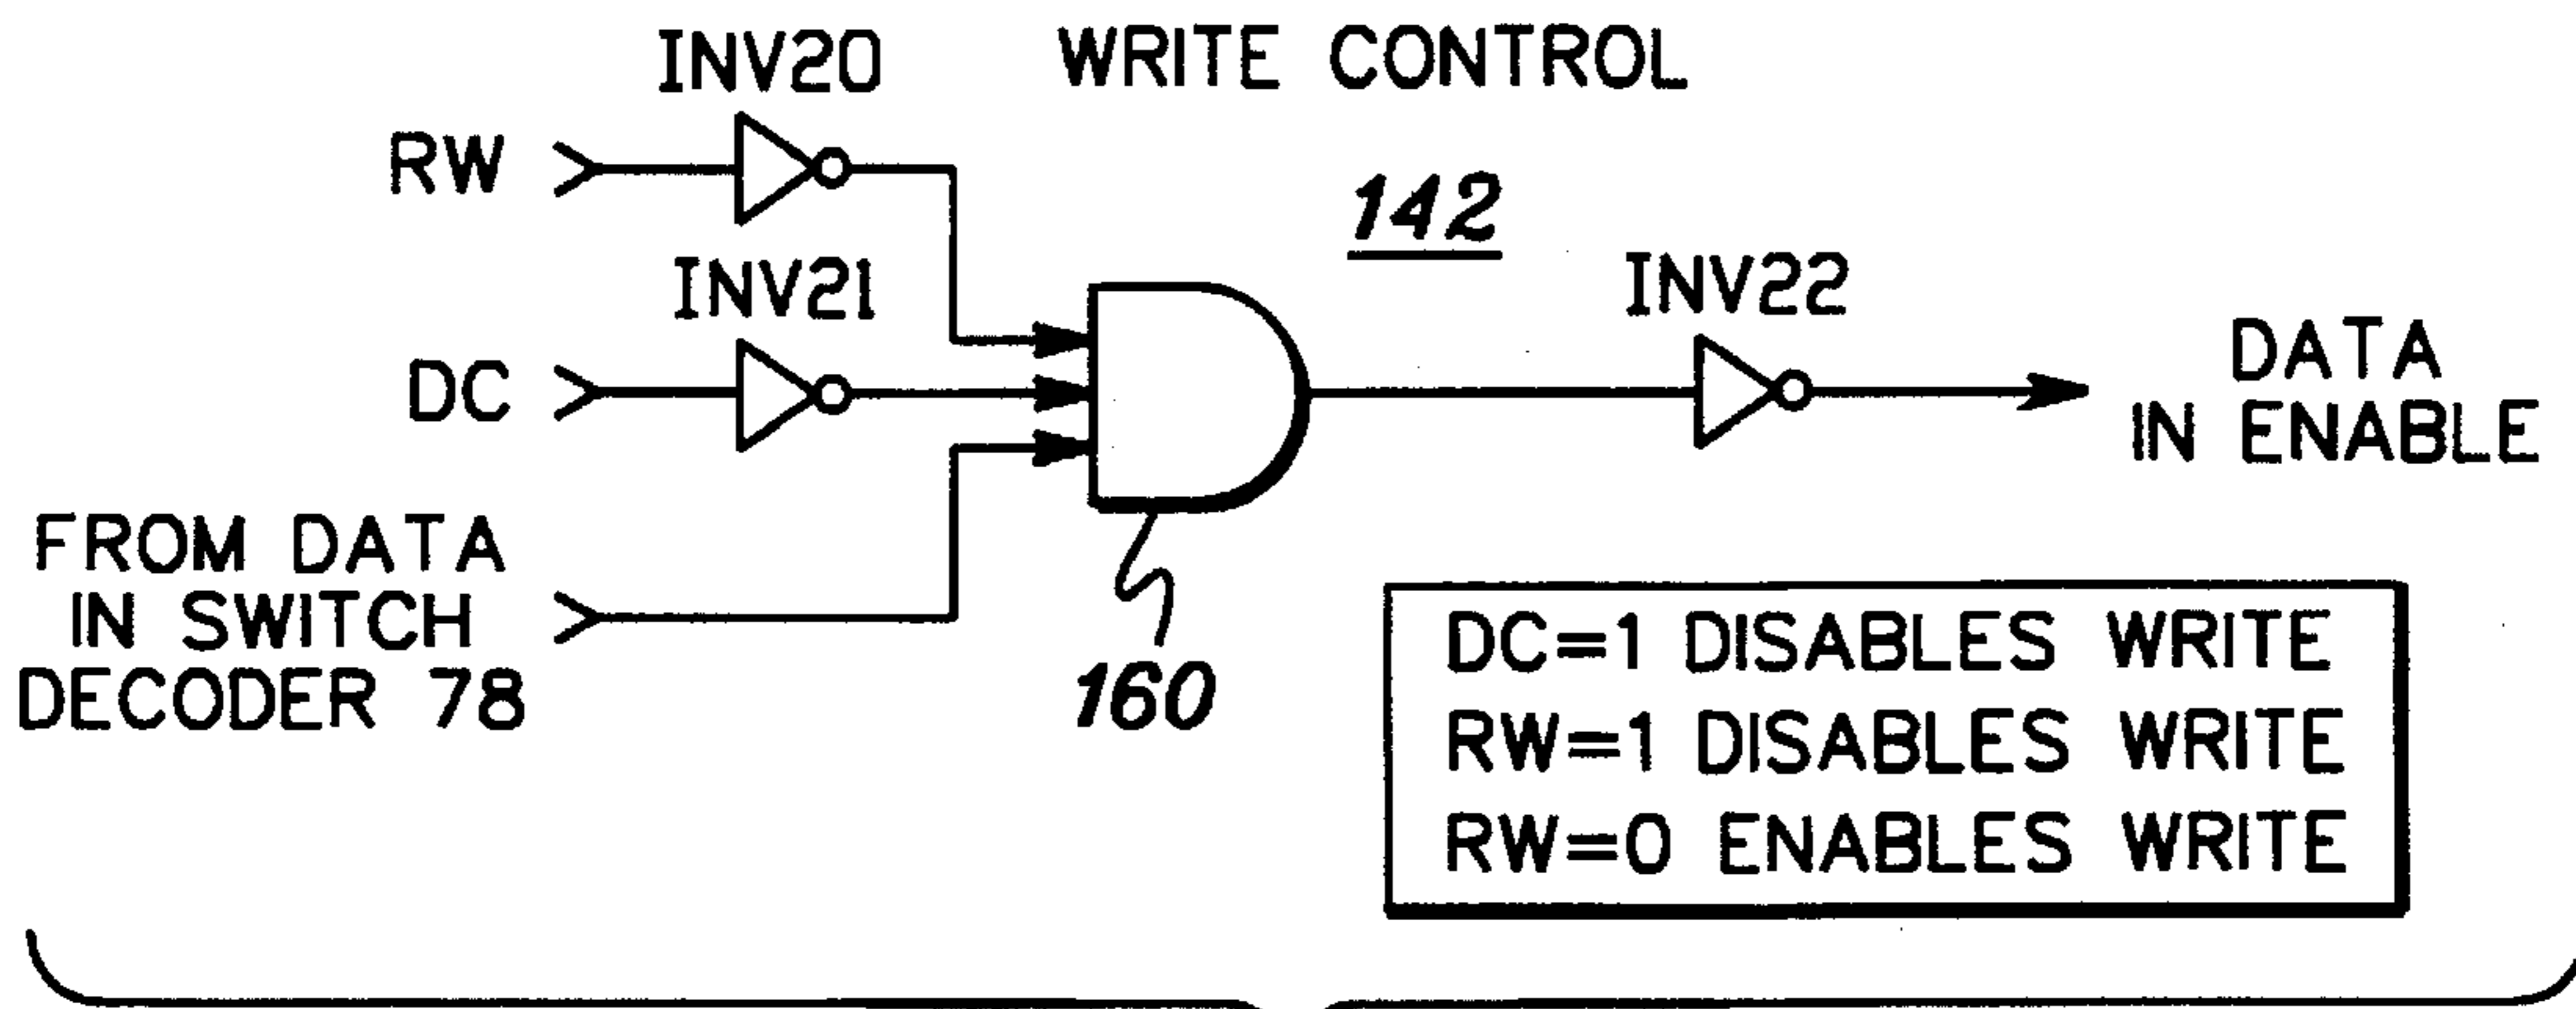 INV20
WRITE CONTROL
RW
142
INV21
INV22
DC
DATA
IN ENABLE
FROM DATA
IN SWITCH
DECODER 78
160
DC=1 DISABLES WRITE
RW=1 DISABLES WRITE
RW=0 ENABLES WRITE